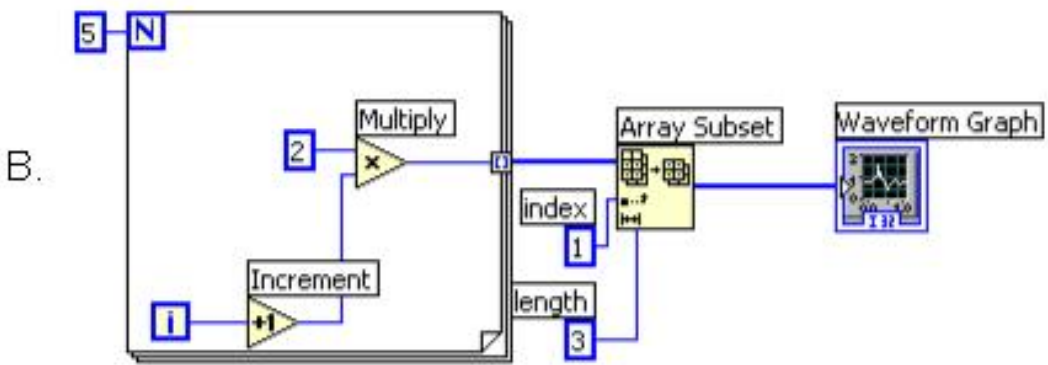 5 N
Multiply
2 x
Array Subset
Waveform Graph
B.
index
1
I32
Increment
i +1
length
3